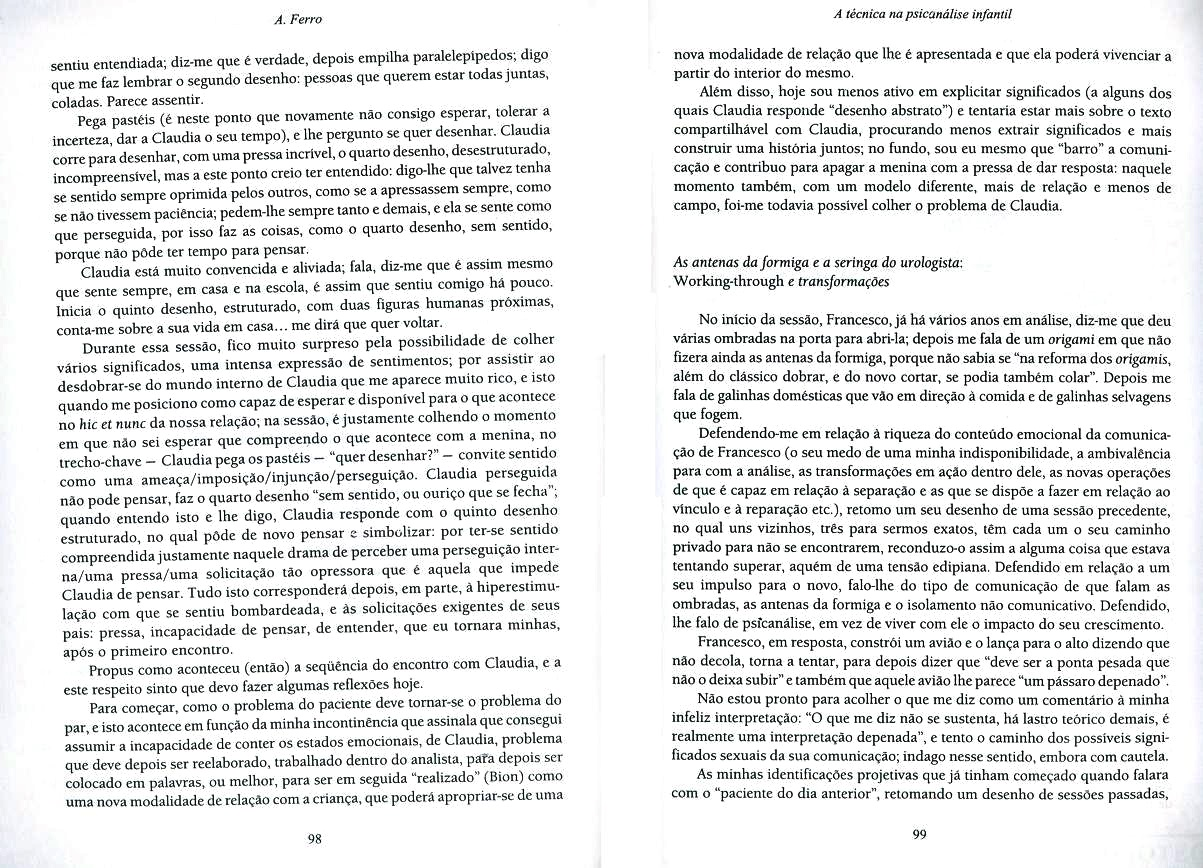 A. Ferro
sentiu entendiada; diz-me que é verdade, depois empilha paralelepípedos; digo
que me faz lembrar o segundo desenho: pessoas que querem estar todas juntas,
coladas. Parece assentir.
Pega pastéis (é neste ponto que novamente não consigo esperar, tolerar a
incerteza, dar a Claudia o seu tempo), e lhe pergunto se quer desenhar. Claudia
corre para desenhar, com uma pressa incrível, o quarto desenho, desestruturado,
incompreensível, mas a este ponto creio ter entendido: digo-lhe que talvez tenha
se sentido sempre oprimida pelos outros, como se a apressassem sempre, como
se não tivessem paciência; pedem-lhe sempre tanto e demais, e ela se sente como
que perseguida, por isso faz as coisas, como o quarto desenho, sem sentido,
porque não pôde ter tempo para pensar.
Claudia está muito convencida e aliviada; fala, diz-me que é assim mesmo
que sente sempre, em casa e na escola, é assim que sentiu comigo há pouco.
Inicia o quinto desenho, estruturado, com duas figuras humanas próximas,
conta-me sobre a sua vida em casa... me dirá que quer voltar.
Durante essa sessão, fico muito surpreso pela possibilidade de colher
vários significados, uma intensa expressão de sentimentos; por assistir ao
desdobrar-se do mundo interno de Claudia que me aparece muito rico, e isto
quando me posiciono como capaz de esperar e disponível para o que acontece
no hic et nunc da nossa relação; na sessão, é justamente colhendo o momento
em que não sei esperar que compreendo o que acontece com a menina, no
trecho-chave — Claudia pega os pastéis — “quer desenhar?” — convite sentido
como uma ameaça/imposição/injunção/perseguição. Claudia perseguida
não pode pensar, faz o quarto desenho “sem sentido, ou ouriço que se fecha”;
quando entendo isto e lhe digo, Claudia responde com o quinto desenho
estruturado, no qual pôde de novo pensar e simbolizar: por ter-se sentido
compreendida justamente naquele drama de perceber uma perseguição inter-
na/uma pressa/uma solicitação tão opressora que é aquela que impede
Claudia de pensar. Tudo isto corresponderá depois, em parte, à hiperestimu-
lação com que se sentiu bombardeada, e às solicitações exigentes de seus
pais: pressa, incapacidade de pensar, de entender, que eu tornara minhas,
após o primeiro encontro.
Propus como aconteceu (então) a seqüência do encontro com Claudia, e a
este respeito sinto que devo fazer algumas reflexões hoje.
Para começar, como o problema do paciente deve tornar-se o problema do
par, e isto acontece em função da minha incontinência que assinala que consegui
assumir a incapacidade de conter os estados emocionais, de Claudia, problema
que deve depois ser reelaborado, trabalhado dentro do analista, para depois ser
colocado em palavras, ou melhor, para ser em seguida “realizado” (Bion) como
uma nova modalidade de relação com a criança, que poderá apropriar-se de uma
98
A técnica na psicanálise infantil
nova modalidade de relação que lhe é apresentada e que ela poderá vivenciar a
partir do interior do mesmo.
Além disso, hoje sou menos ativo em explicitar significados (a alguns dos
quais Claudia responde “desenho abstrato”) e tentaria estar mais sobre o texto
compartilhável com Claudia, procurando menos extrair significados e mais
construir uma história juntos; no fundo, sou eu mesmo que “barro” a comuni-
cação e contribuo para apagar a menina com a pressa de dar resposta: naquele
momento também, com um modelo diferente, mais de relação e menos de
campo, foi-me todavia possível colher o problema de Claudia.
As antenas da formiga e a seringa do urologista:
Working-through e transformações
No início da sessão, Francesco, já há vários anos em análise, diz-me que deu
várias ombradas na porta para abri-la; depois me fala de um origami em que não
fizera ainda as antenas da formiga, porque não sabia se “na reforma dos origamis,
além do clássico dobrar, e do novo cortar, se podia também colar”. Depois me
fala de galinhas domésticas que vão em direção à comida e de galinhas selvagens
que fogem.
Defendendo-me em relação à riqueza do conteúdo emocional da comunica-
ção de Francesco (o seu medo de uma minha indisponibilidade, a ambivalência
para com a análise, as transformações em ação dentro dele, as novas operações
de que é capaz em relação à separação e as que se dispõe a fazer em relação ao
vínculo e à reparação etc.), retomo um seu desenho de uma sessão precedente,
no qual uns vizinhos, três para sermos exatos, têm cada um o seu caminho
privado para não se encontrarem, reconduzo-o assim a alguma coisa que estava
tentando superar, aquém de uma tensão edipiana. Defendido em relação a um
seu impulso para o novo, falo-lhe do tipo de comunicação de que falam as
ombradas, as antenas da formiga e o isolamento não comunicativo. Defendido,
lhe falo de psicanálise, em vez de viver com ele o impacto do seu crescimento.
Francesco, em resposta, constrói um avião e o lança para o alto dizendo que
não decola, torna a tentar, para depois dizer que “deve ser a ponta pesada que
não o deixa subir” e também que aquele avião lhe parece “um pássaro depenado”.
Não estou pronto para acolher o que me diz como um comentário à minha
infeliz interpretação: “O que me diz não se sustenta, há lastro teórico demais, é
realmente uma interpretação depenada”, e tento o caminho dos possíveis signi-
ficados sexuais da sua comunicação; indago nesse sentido, embora com cautela.
As minhas identificações projetivas que já tinham começado quando falara
com o “paciente do dia anterior”, retomando um desenho de sessões passadas,
99